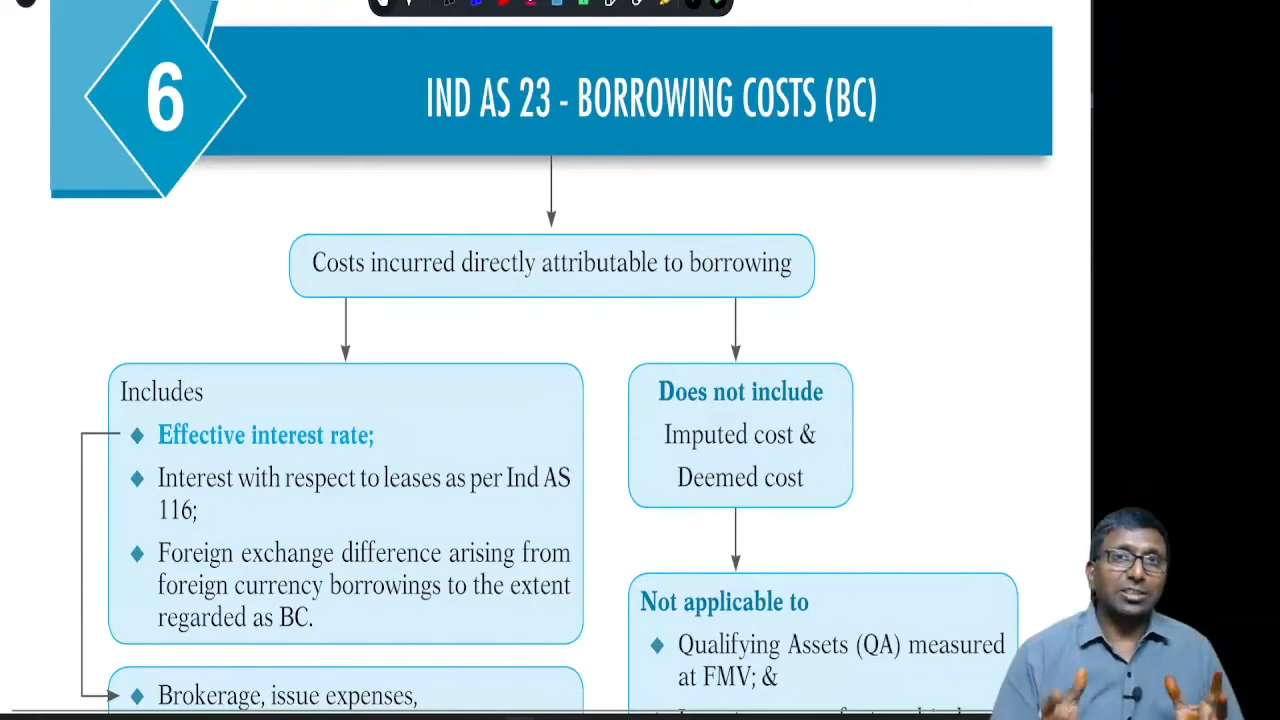 6
IND AS 23 - BORROWING COSTS (BC)
Costs incurred directly attributable to borrowing
Includes
Effective interest rate;
Interest with respect to leases as per Ind AS
116;
Foreign exchange difference arising from
foreign currency borrowings to the extent
regarded as BC.
Brokerage, issue expenses,
Does not include
Imputed cost &
Deemed cost
Not applicable to
Qualifying Assets (QA) measured
at FMV; &